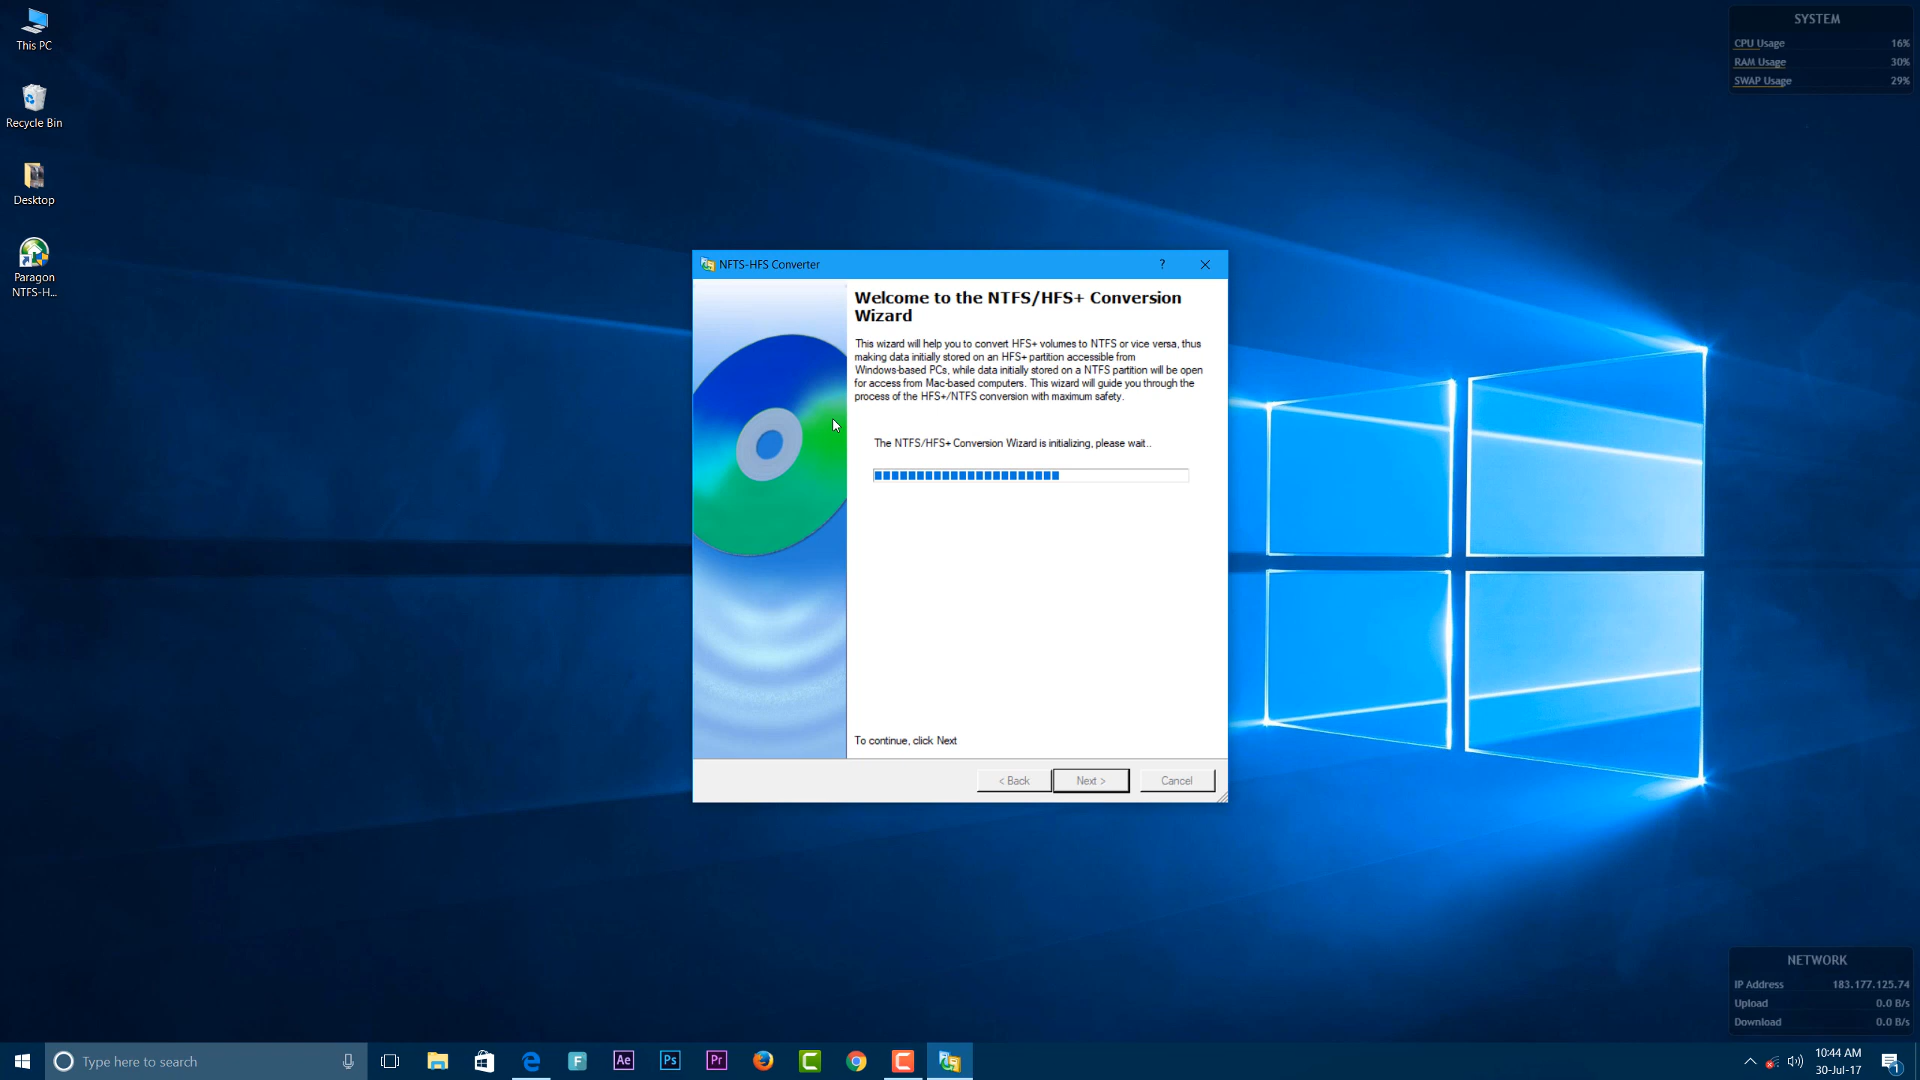 This PC
Recycle Bin
Desktop
Paragon
NTFS-H...
SYSTEM
CPU Usage 16%
RAM Usage 30%
SWAP Usage 29%
NFTS-HFS Converter
?
Welcome to the NTFS/HFS+ Conversion
Wizard
This wizard will help you to convert HFS+ volumes to NTFS or vice versa, thus
making data initially stored on an HFS+ partition accessible from
Windows-based PCs, while data initially stored on a NTFS partition will be open
for access from Mac-based computers. This wizard will guide you through the
process of the HFS+/NTFS conversion with maximum safety.
The NTFS/HFS+ Conversion Wizard is initializing, please wait..
To continue, click Next
< Back
Next >
Cancel
NETWORK
IP Address 183.177.125.74
Upload 0.0 B/s
Download 0.0 B/s
Type here to search
F
Ae
Ps
Pr
10:44 AM
30-Jul-17
1